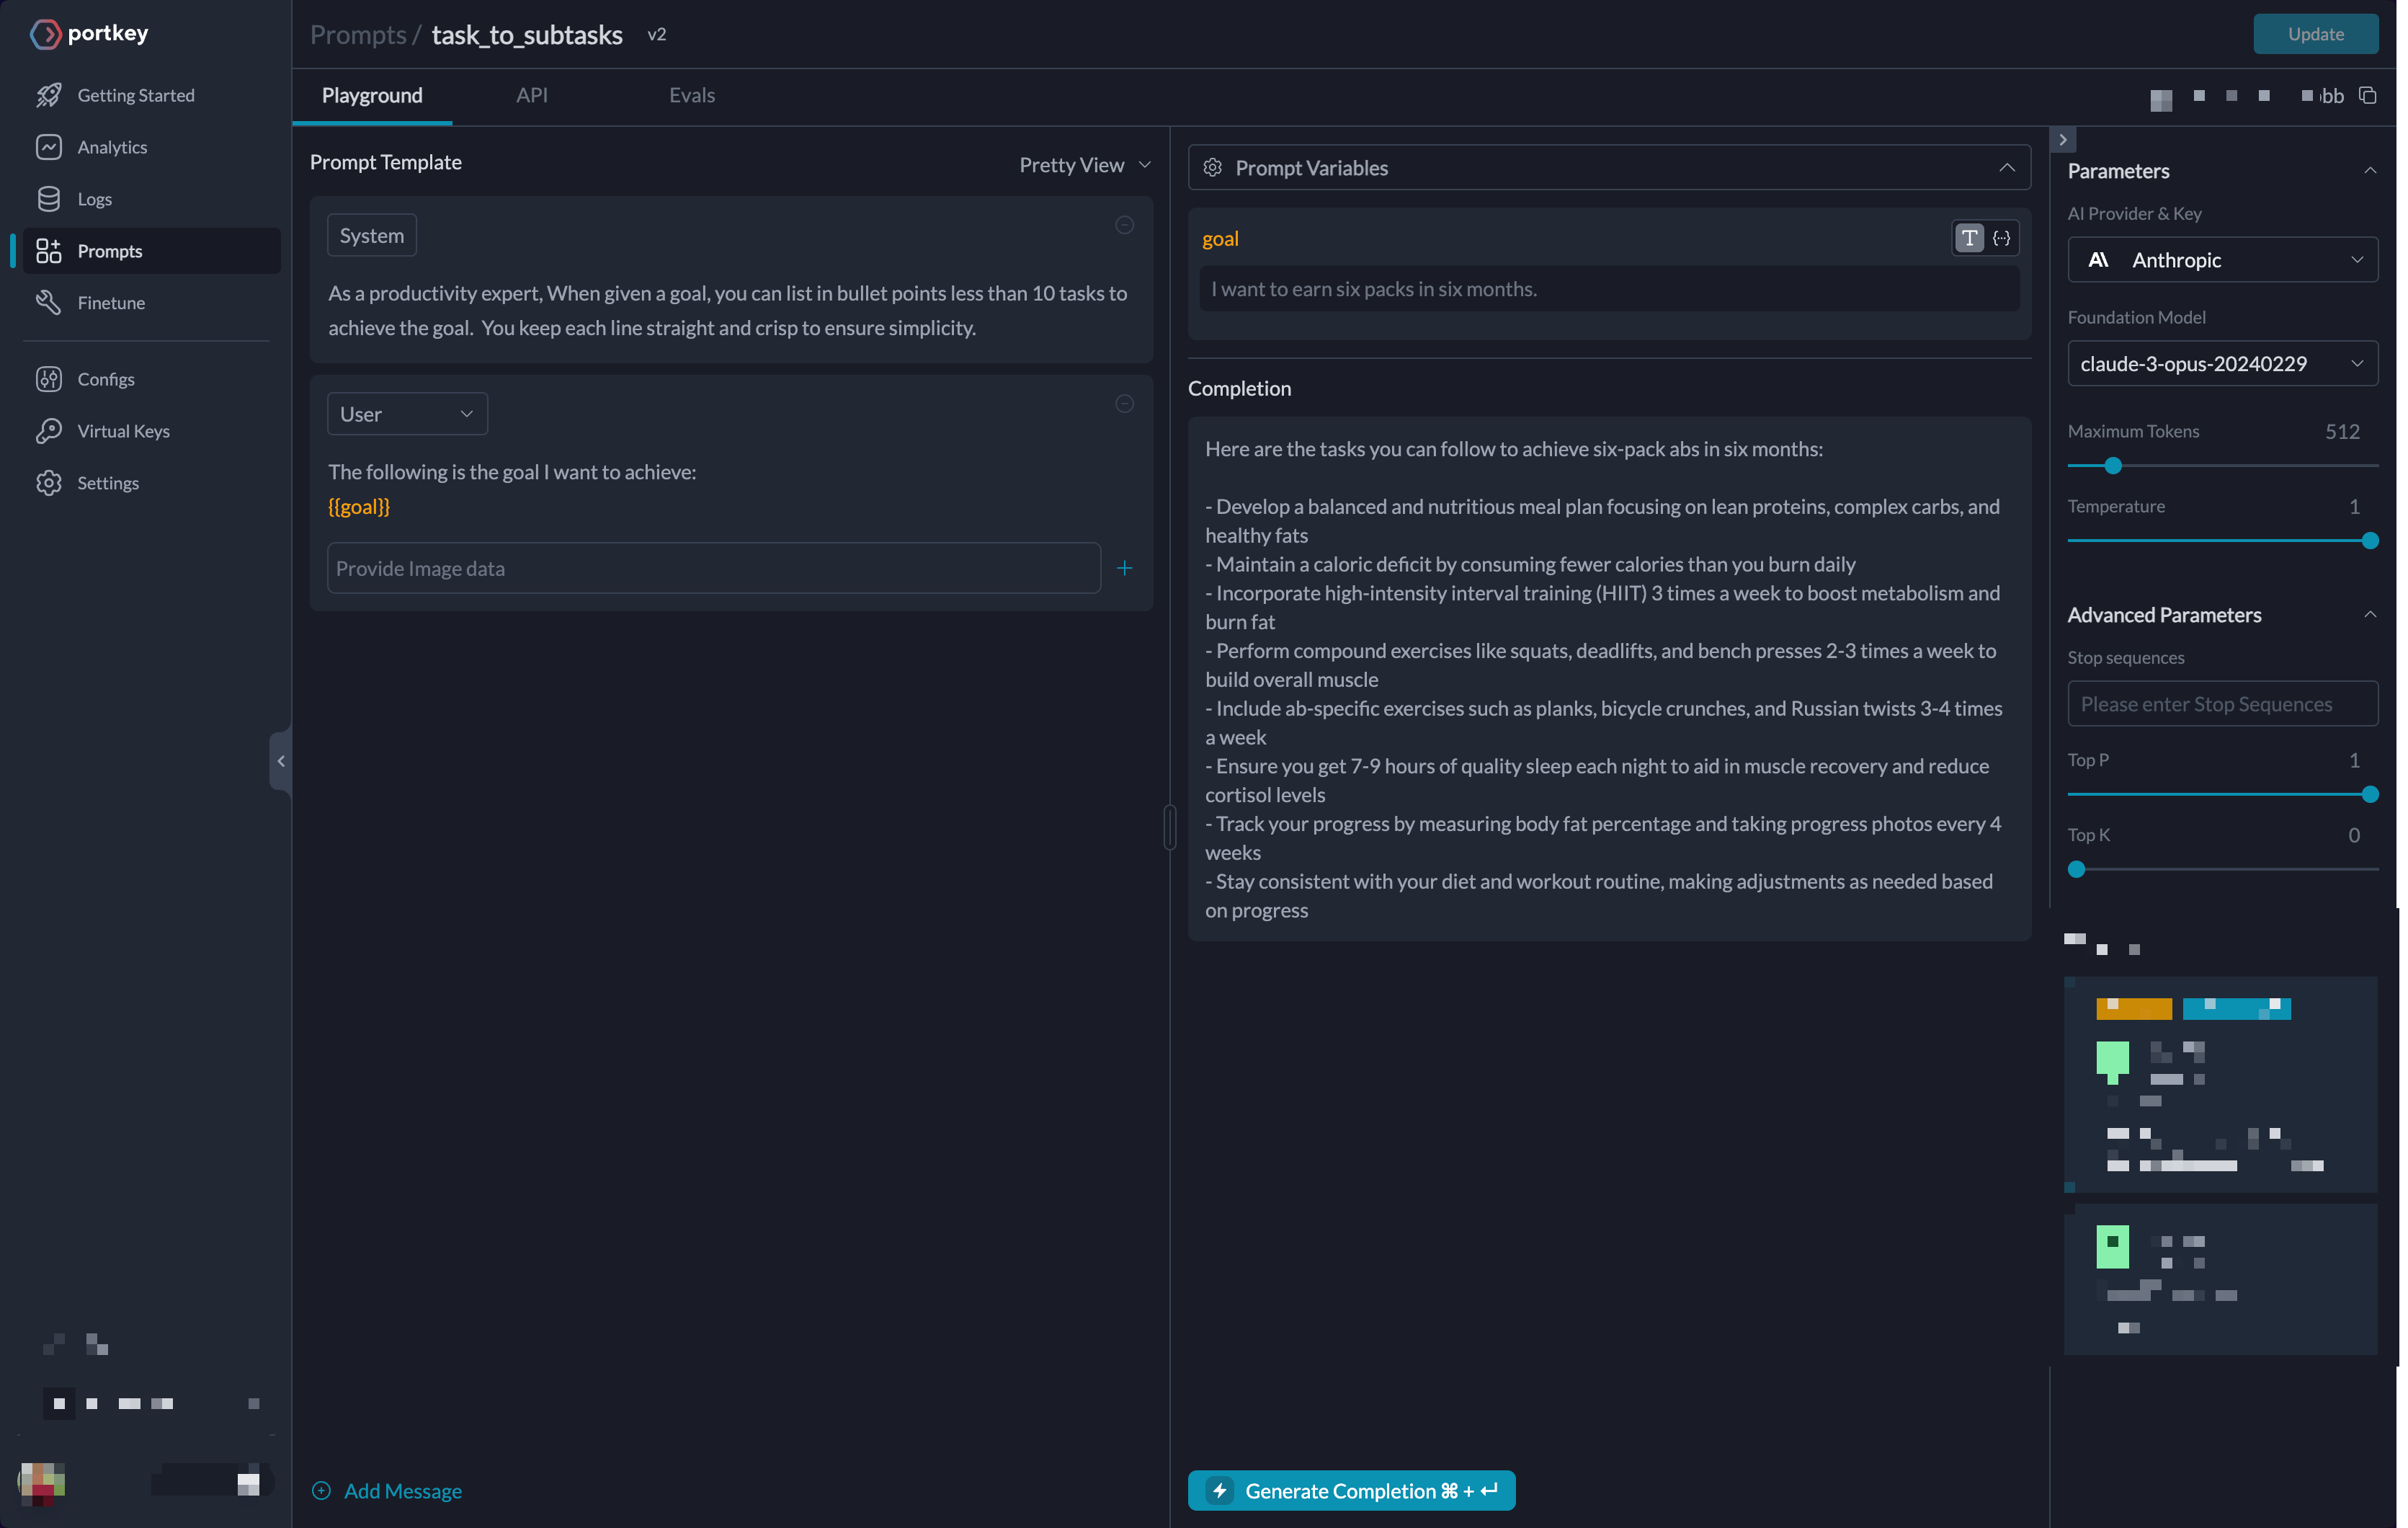 portkey
Getting Started
Analytics
Logs
Prompts
Finetune
Configs
Virtual Keys
Settings
Prompts / task_to_subtasks v2
Update
Playground API Evals
bb
Prompt Template
Pretty View
System
As a productivity expert, When given a goal, you can list in bullet points less than 10 tasks to
achieve the goal.  You keep each line straight and crisp to ensure simplicity.
User
The following is the goal I want to achieve:
{{goal}}
Provide Image data
Add Message
Prompt Variables
goal
T {··}
I want to earn six packs in six months.
Completion
Here are the tasks you can follow to achieve six-pack abs in six months:
- Develop a balanced and nutritious meal plan focusing on lean proteins, complex carbs, and
healthy fats
- Maintain a caloric deficit by consuming fewer calories than you burn daily
- Incorporate high-intensity interval training (HIIT) 3 times a week to boost metabolism and
burn fat
- Perform compound exercises like squats, deadlifts, and bench presses 2-3 times a week to
build overall muscle
- Include ab-specific exercises such as planks, bicycle crunches, and Russian twists 3-4 times
a week
- Ensure you get 7-9 hours of quality sleep each night to aid in muscle recovery and reduce
cortisol levels
- Track your progress by measuring body fat percentage and taking progress photos every 4
weeks
- Stay consistent with your diet and workout routine, making adjustments as needed based
on progress
Generate Completion ⌘ + ↵
Parameters
AI Provider & Key
Anthropic
Foundation Model
claude-3-opus-20240229
Maximum Tokens 512
Temperature 1
Advanced Parameters
Stop sequences
Please enter Stop Sequences
Top P 1
Top K 0